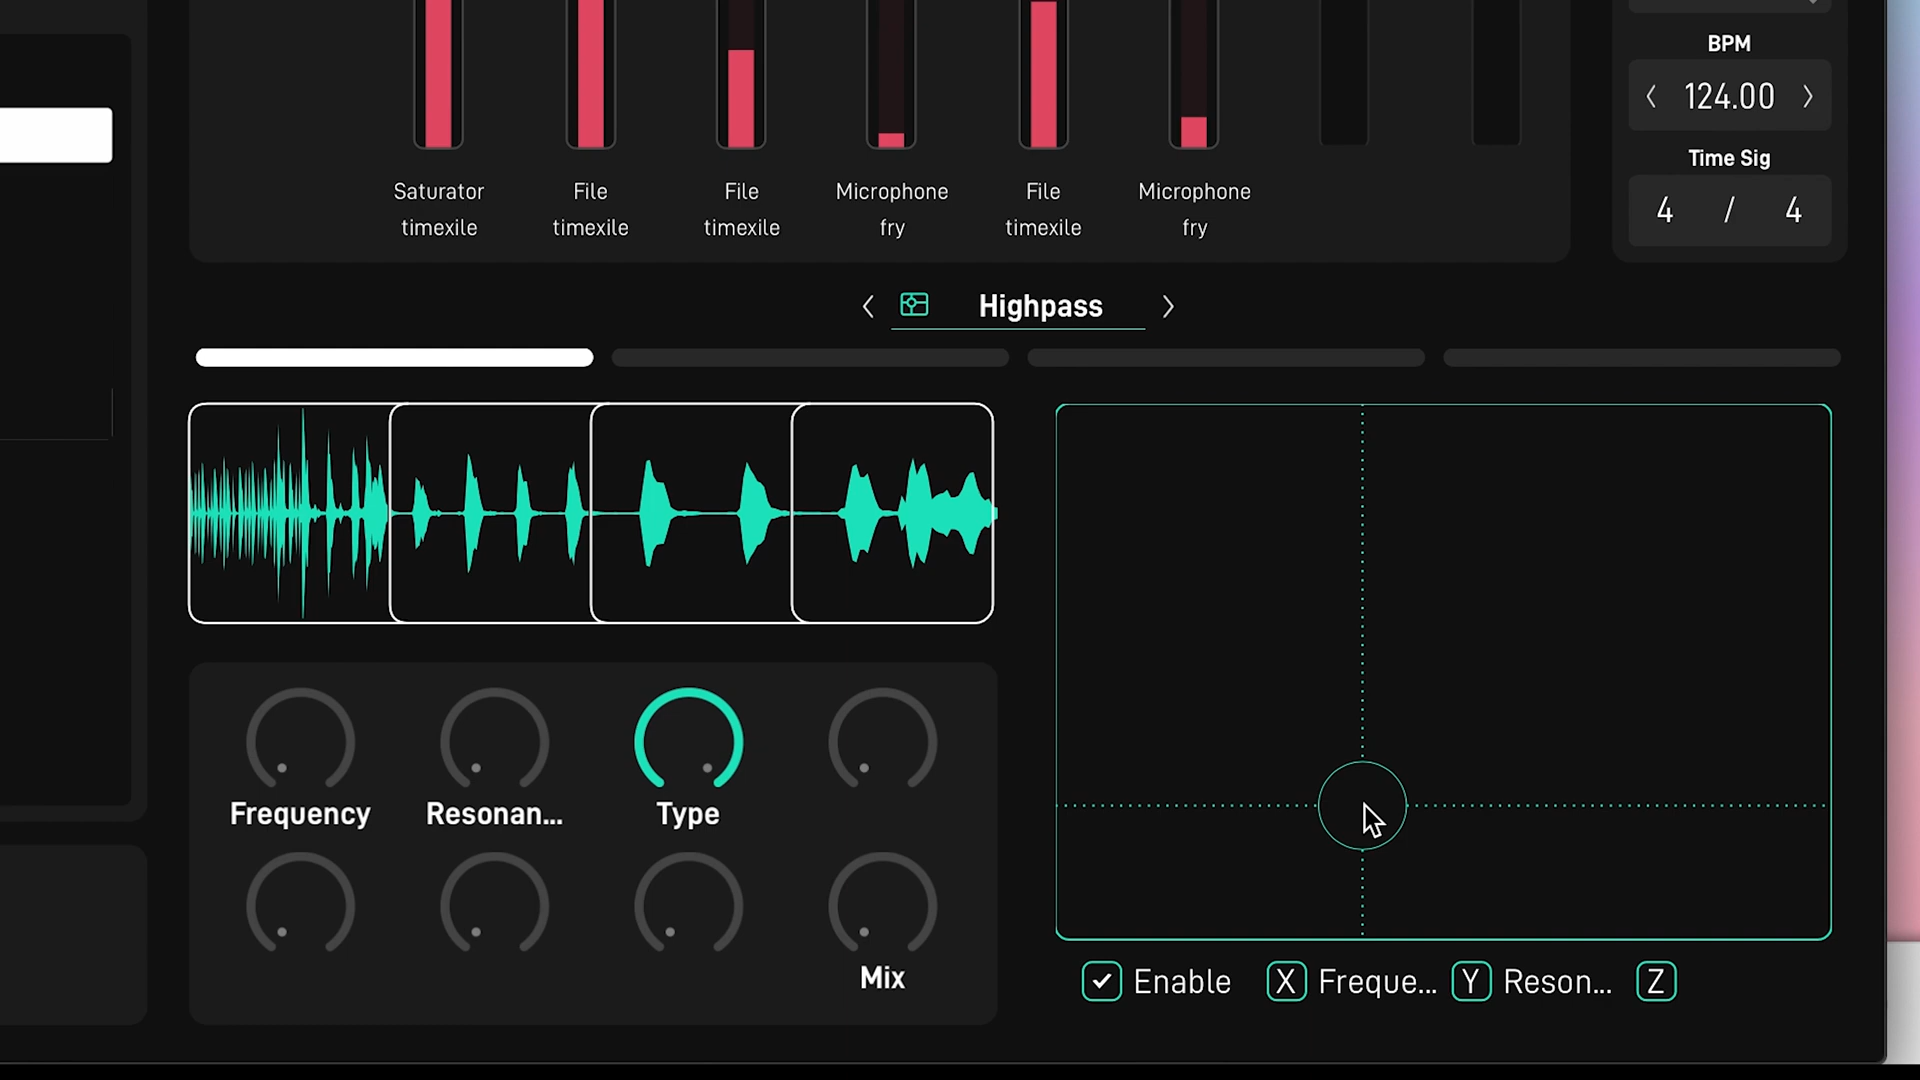 BPM
124.00
Time Sig
4 / 4
Saturator File File Microphone File Microphone
timexile timexile timexile fry timexile fry
Highpass
Frequency Resonan... Type
Mix
Enable X Freque... Y Reson... Z